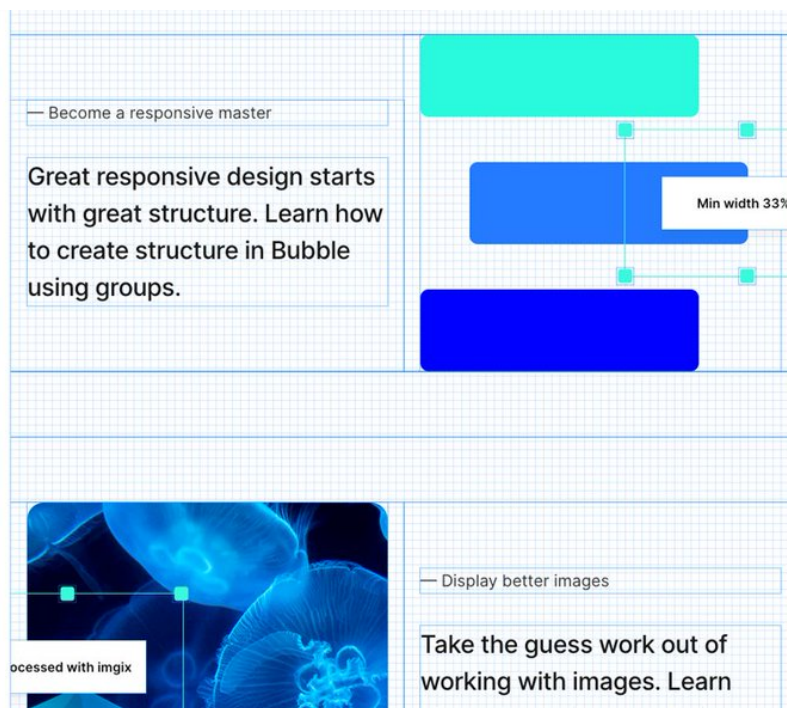 — Become a responsive master
Great responsive design starts
with great structure. Learn how
to create structure in Bubble
using groups.
Min width 33%
— Display better images
Take the guess work out of
working with images. Learn
ocessed with imgix